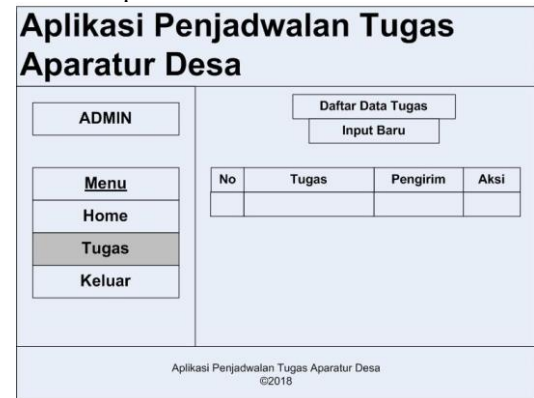 Aplikasi Penjadwalan Tugas
Aparatur Desa
ADMIN
Menu
Home
Tugas
Keluar
Daftar Data Tugas
Input Baru
No Tugas Pengirim Aksi
Aplikasi Penjadwalan Tugas Aparatur Desa
©2018